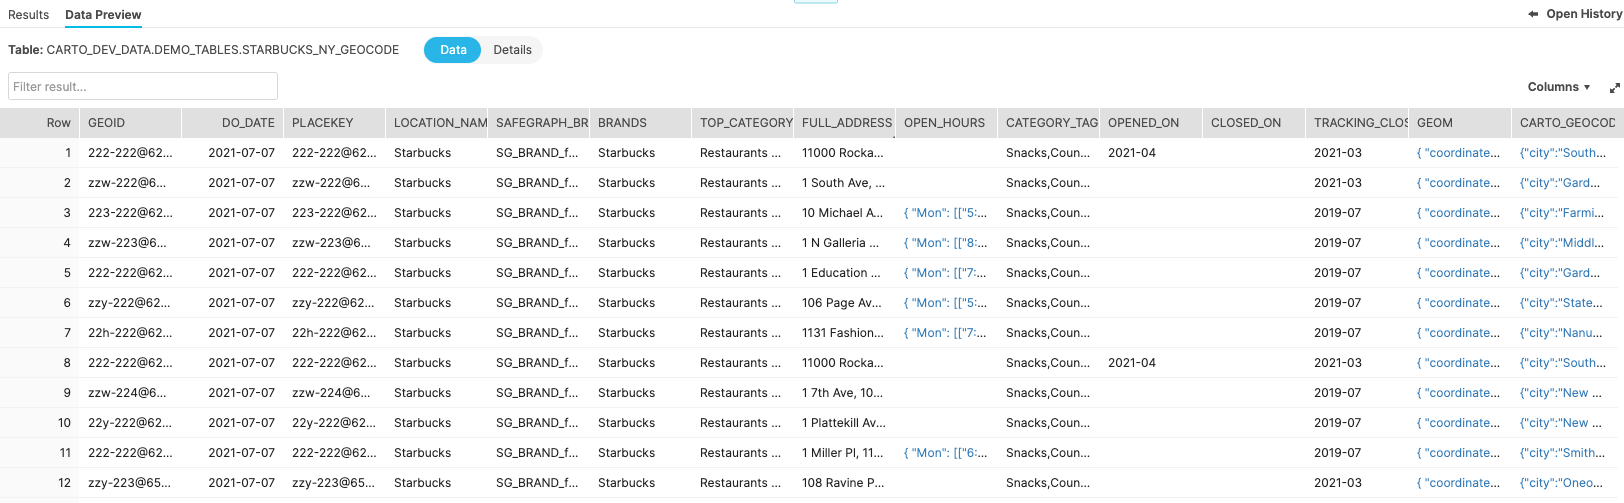 Results Data Preview Open History
Table: CARTO_DEV_DATA.DEMO_TABLES.STARBUCKS_NY_GEOCODE Data Details
Filter result... Columns
Row GEOID DO_DATE PLACEKEY LOCATION_NAM SAFEGRAPH_BR BRANDS TOP_CATEGORY FULL_ADDRESS OPEN_HOURS CATEGORY_TAG OPENED_ON CLOSED_ON TRACKING_CLOS GEOM CARTO_GEOCOD
1 222-222@62... 2021-07-07 222-222@62... Starbucks SG_BRAND_f... Starbucks Restaurants ... 11000 Rocka... Snacks,Coun... 2021-04 2021-03 { "coordinate... {"city":"South...
2 zzw-222@6... 2021-07-07 zzw-222@6... Starbucks SG_BRAND_f... Starbucks Restaurants ... 1 South Ave, ... Snacks,Coun... 2021-03 { "coordinate... {"city":"Gard...
3 223-222@62... 2021-07-07 223-222@62... Starbucks SG_BRAND_f... Starbucks Restaurants ... 10 Michael A... { "Mon": [["5:... Snacks,Coun... 2019-07 { "coordinate... {"city":"Farmi...
4 zzw-223@6... 2021-07-07 zzw-223@6... Starbucks SG_BRAND_f... Starbucks Restaurants ... 1 N Galleria ... { "Mon": [["8:... Snacks,Coun... 2019-07 { "coordinate... {"city":"Middl...
5 222-222@62... 2021-07-07 222-222@62... Starbucks SG_BRAND_f... Starbucks Restaurants ... 1 Education ... { "Mon": [["7:... Snacks,Coun... 2019-07 { "coordinate... {"city":"Gard...
6 zzy-222@62... 2021-07-07 zzy-222@62... Starbucks SG_BRAND_f... Starbucks Restaurants ... 106 Page Av... { "Mon": [["5:... Snacks,Coun... 2019-07 { "coordinate... {"city":"State...
7 22h-222@62... 2021-07-07 22h-222@62... Starbucks SG_BRAND_f... Starbucks Restaurants ... 1131 Fashion... { "Mon": [["7:... Snacks,Coun... 2019-07 { "coordinate... {"city":"Nanu...
8 222-222@62... 2021-07-07 222-222@62... Starbucks SG_BRAND_f... Starbucks Restaurants ... 11000 Rocka... Snacks,Coun... 2021-04 2021-03 { "coordinate... {"city":"South...
9 zzw-224@6... 2021-07-07 zzw-224@6... Starbucks SG_BRAND_f... Starbucks Restaurants ... 1 7th Ave, 10... Snacks,Coun... 2019-07 { "coordinate... {"city":"New ...
10 22y-222@62... 2021-07-07 22y-222@62... Starbucks SG_BRAND_f... Starbucks Restaurants ... 1 Plattekill Av... Snacks,Coun... 2019-07 { "coordinate... {"city":"New ...
11 222-222@62... 2021-07-07 222-222@62... Starbucks SG_BRAND_f... Starbucks Restaurants ... 1 Miller Pl, 11... { "Mon": [["6:... Snacks,Coun... 2019-07 { "coordinate... {"city":"Smith...
12 zzy-223@65... 2021-07-07 zzy-223@65... Starbucks SG_BRAND_f... Starbucks Restaurants ... 108 Ravine P... Snacks,Coun... 2021-03 { "coordinate... {"city":"Oneo...